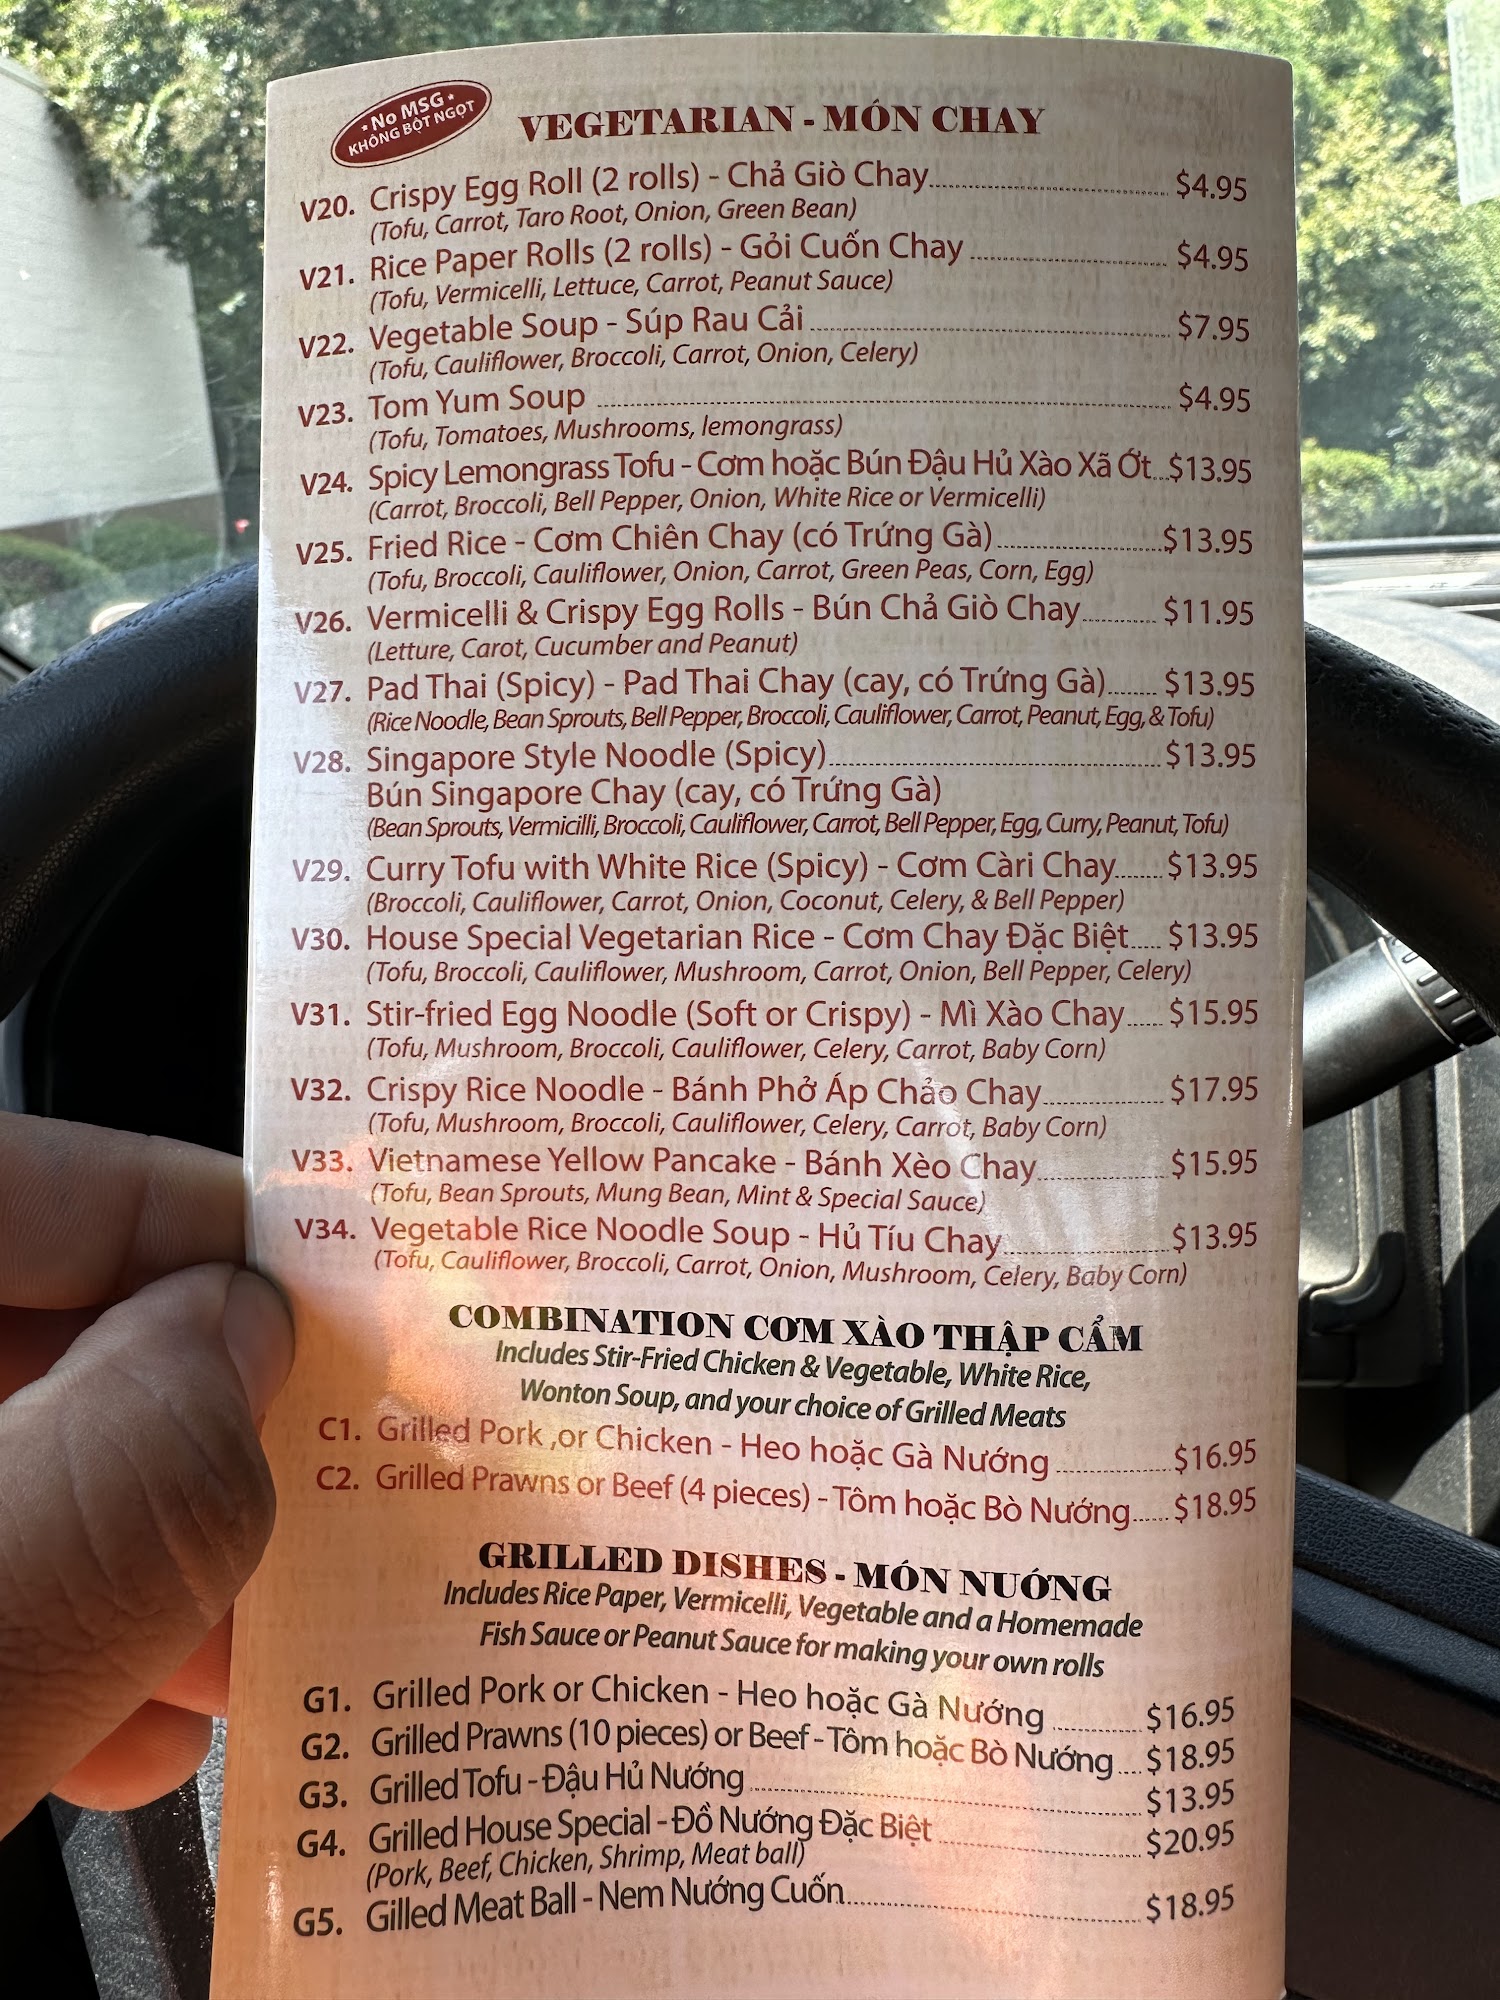 * No MSG *
KHÔNG BỘT NGỌT
VEGETARIAN - MÓN CHAY
V20. Crispy Egg Roll (2 rolls) - Chả Giò Chay $4.95
(Tofu, Carrot, Taro Root, Onion, Green Bean)
V21. Rice Paper Rolls (2 rolls) - Gỏi Cuốn Chay $4.95
(Tofu, Vermicelli, Lettuce, Carrot, Peanut Sauce)
V22. Vegetable Soup - Súp Rau Cải $7.95
(Tofu, Cauliflower, Broccoli, Carrot, Onion, Celery)
V23. Tom Yum Soup $4.95
(Tofu, Tomatoes, Mushrooms, lemongrass)
V24. Spicy Lemongrass Tofu - Cơm hoặc Bún Đậu Hủ Xào Xã Ớt $13.95
(Carrot, Broccoli, Bell Pepper, Onion, White Rice or Vermicelli)
V25. Fried Rice - Cơm Chiên Chay (có Trứng Gà) $13.95
(Tofu, Broccoli, Cauliflower, Onion, Carrot, Green Peas, Corn, Egg)
V26. Vermicelli & Crispy Egg Rolls - Bún Chả Giò Chay $11.95
(Letture, Carot, Cucumber and Peanut)
V27. Pad Thai (Spicy) - Pad Thai Chay (cay, có Trứng Gà) $13.95
(Rice Noodle, Bean Sprouts, Bell Pepper, Broccoli, Cauliflower, Carrot, Peanut, Egg, & Tofu)
V28. Singapore Style Noodle (Spicy) $13.95
Bún Singapore Chay (cay, có Trứng Gà)
(Bean Sprouts, Vermicilli, Broccoli, Cauliflower, Carrot, Bell Pepper, Egg, Curry, Peanut, Tofu)
V29. Curry Tofu with White Rice (Spicy) - Cơm Càri Chay $13.95
(Broccoli, Cauliflower, Carrot, Onion, Coconut, Celery, & Bell Pepper)
V30. House Special Vegetarian Rice - Cơm Chay Đặc Biệt $13.95
(Tofu, Broccoli, Cauliflower, Mushroom, Carrot, Onion, Bell Pepper, Celery)
V31. Stir-fried Egg Noodle (Soft or Crispy) - Mì Xào Chay $15.95
(Tofu, Mushroom, Broccoli, Cauliflower, Celery, Carrot, Baby Corn)
V32. Crispy Rice Noodle - Bánh Phở Áp Chảo Chay $17.95
(Tofu, Mushroom, Broccoli, Cauliflower, Celery, Carrot, Baby Corn)
V33. Vietnamese Yellow Pancake - Bánh Xèo Chay $15.95
(Tofu, Bean Sprouts, Mung Bean, Mint & Special Sauce)
V34. Vegetable Rice Noodle Soup - Hủ Tíu Chay $13.95
(Tofu, Cauliflower, Broccoli, Carrot, Onion, Mushroom, Celery, Baby Corn)
COMBINATION CƠM XÀO THẬP CẨM
Includes Stir-Fried Chicken & Vegetable, White Rice,
Wonton Soup, and your choice of Grilled Meats
C1. Grilled Pork ,or Chicken - Heo hoặc Gà Nướng $16.95
C2. Grilled Prawns or Beef (4 pieces) - Tôm hoặc Bò Nướng $18.95
GRILLED DISHES - MÓN NƯỚNG
Includes Rice Paper, Vermicelli, Vegetable and a Homemade
Fish Sauce or Peanut Sauce for making your own rolls
G1. Grilled Pork or Chicken - Heo hoặc Gà Nướng $16.95
G2. Grilled Prawns (10 pieces) or Beef - Tôm hoặc Bò Nướng $18.95
G3. Grilled Tofu - Đậu Hủ Nướng $13.95
G4. Grilled House Special - Đồ Nướng Đặc Biệt $20.95
(Pork, Beef, Chicken, Shrimp, Meat ball)
G5. Gilled Meat Ball - Nem Nướng Cuốn $18.95